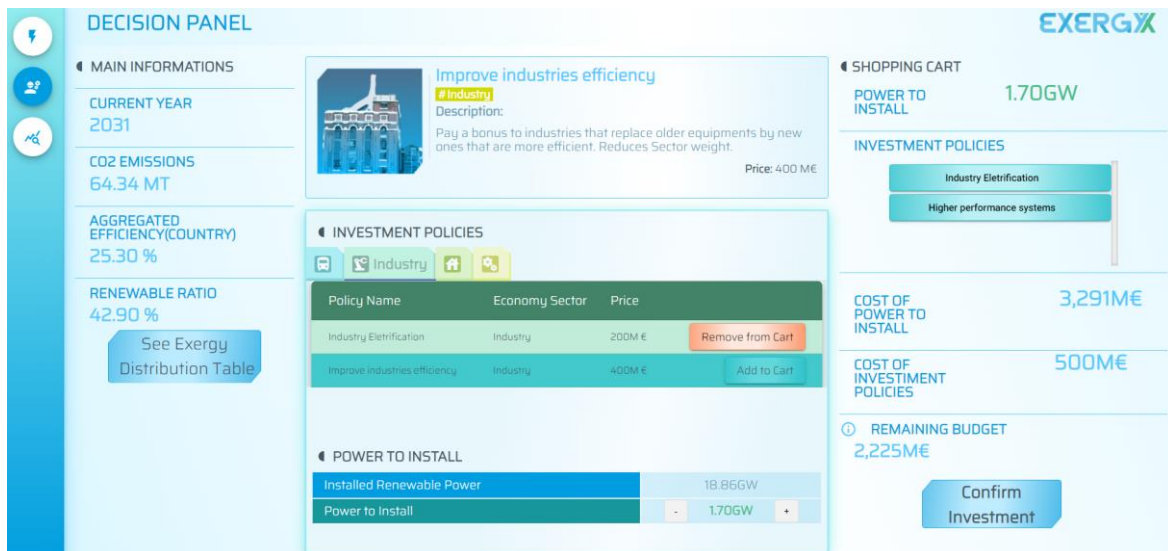 DECISION PANEL
EXERGX
MAIN INFORMATIONS
CURRENT YEAR
2031
CO2 EMISSIONS
64.34 MT
AGGREGATED
EFFICIENCY(COUNTRY)
25.30 %
RENEWABLE RATIO
42.90 %
See Exergy
Distribution Table
Improve industries efficiency
#Industry
Description:
Pay a bonus to industries that replace older equipments by new
ones that are more efficient. Reduces Sector weight.
Price: 400 M€
INVESTMENT POLICIES
Industry
Policy Name Economy Sector Price
Industry Eletrification Industry 200M € Remove from Cart
Improve industries efficiency Industry 400M € Add to Cart
POWER TO INSTALL
Installed Renewable Power 18.86GW
Power to Install - 1.70GW +
SHOPPING CART
POWER TO
INSTALL
1.70GW
INVESTMENT POLICIES
Industry Eletrification
Higher performance systems
COST OF
POWER TO
INSTALL
3,291M€
COST OF
INVESTIMENT
POLICIES
500M€
REMAINING BUDGET
2,225M€
Confirm
Investment